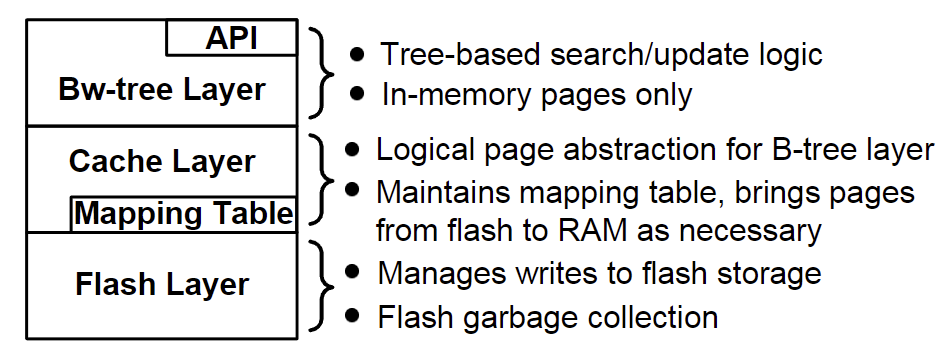 API
Bw-tree Layer
• Tree-based search/update logic
• In-memory pages only
Cache Layer
Mapping Table
• Logical page abstraction for B-tree layer
• Maintains mapping table, brings pages
from flash to RAM as necessary
Flash Layer
• Manages writes to flash storage
• Flash garbage collection